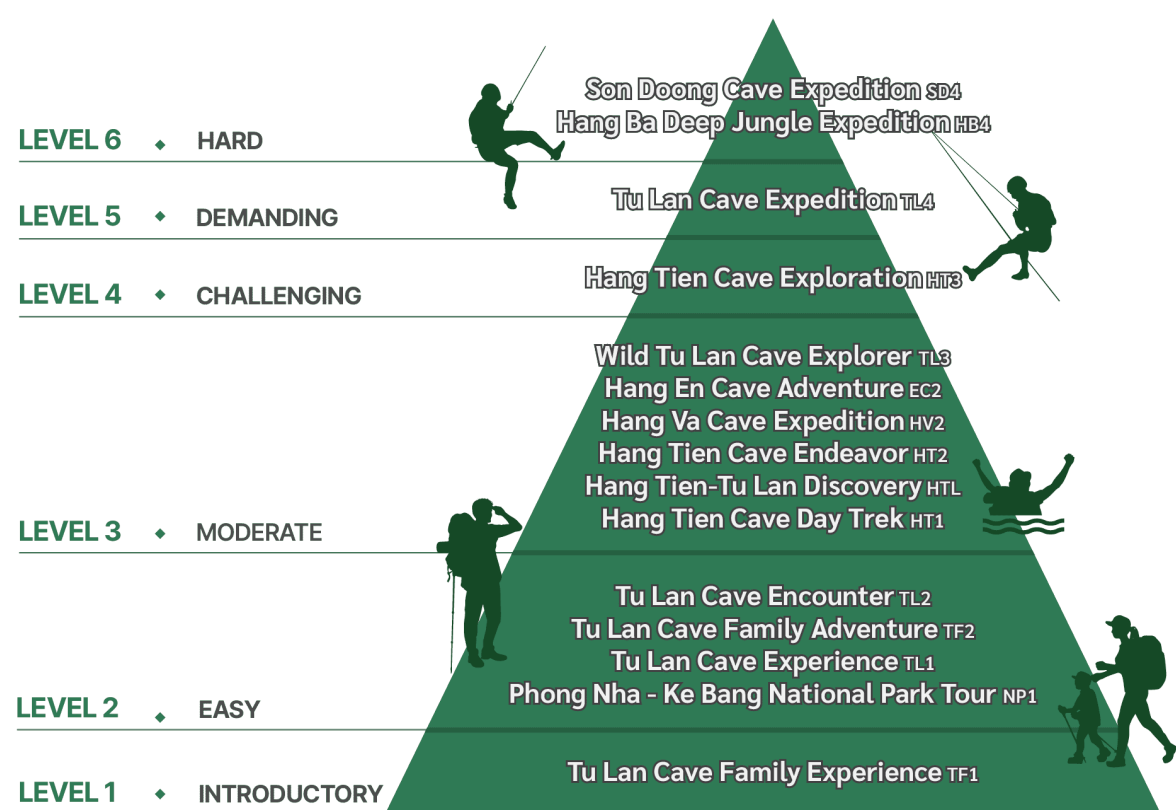 Son Doong Cave Expedition SD4
Hang Ba Deep Jungle Expedition HB4
LEVEL 6 ◆ HARD
Tu Lan Cave Expedition TL4
LEVEL 5 ◆ DEMANDING
Hang Tien Cave Exploration HT3
LEVEL 4 ◆ CHALLENGING
Wild Tu Lan Cave Explorer TL3
Hang En Cave Adventure EC2
Hang Va Cave Expedition HV2
Hang Tien Cave Endeavor HT2
Hang Tien-Tu Lan Discovery HTL
Hang Tien Cave Day Trek HT1
LEVEL 3 ◆ MODERATE
Tu Lan Cave Encounter TL2
Tu Lan Cave Family Adventure TF2
Tu Lan Cave Experience TL1
Phong Nha - Ke Bang National Park Tour NP1
LEVEL 2 ◆ EASY
Tu Lan Cave Family Experience TF1
LEVEL 1 ◆ INTRODUCTORY